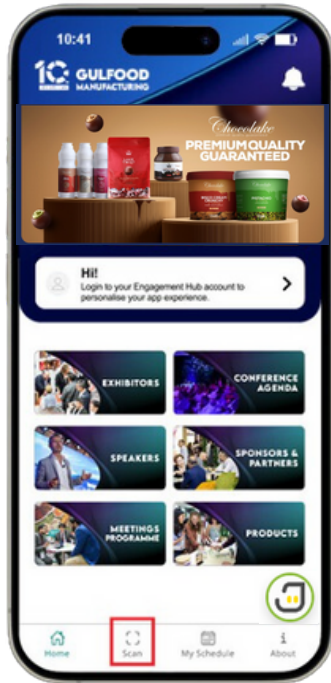 10:41
10
GULFOOD
MANUFACTURING
Chocolake
PREMIUM QUALITY
GUARANTEED
Hi!
Login to your Engagement Hub account to
personalise your app experience.
EXHIBITORS
CONFERENCE
AGENDA
SPEAKERS
SPONSORS &
PARTNERS
MEETINGS
PROGRAMME
PRODUCTS
Home
Scan
My Schedule
About